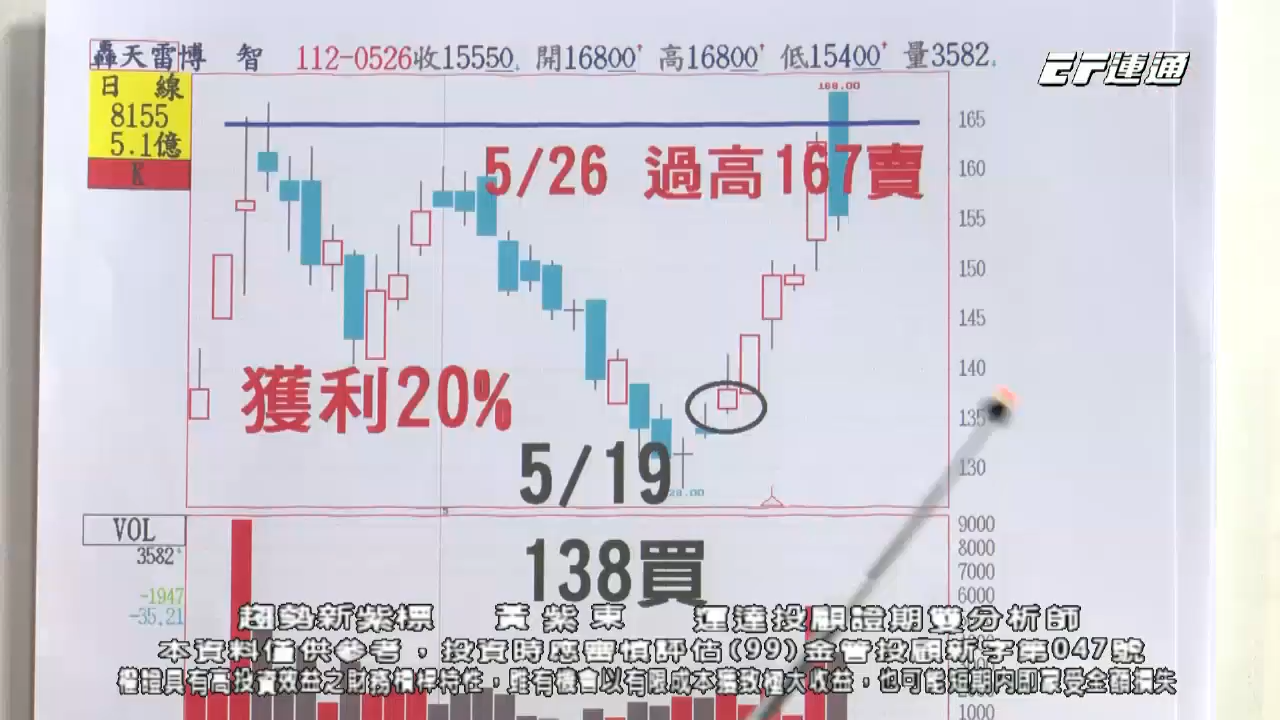 轟天雷博 智 112-0526收15550 開16800 高16800 低15400 量3582
EF運通
日 線
8155
5.1億
K
168.00
165
160
155
150
145
140
135
130
5/26 過高167賣
獲利20%
5/19
138買
VOL
3582
-1947
-35.21
9000
8000
7000
6000
1000
趨勢新紫標 黃紫東 運達投顧證期雙分析師
本資料僅供參考，投資時應審慎評估(99)金管投顧新字第047號
權證具有高投資效益之財務槓桿特性，雖有機會以有限成本獲致極大收益，也可能短期內即蒙受全額損失